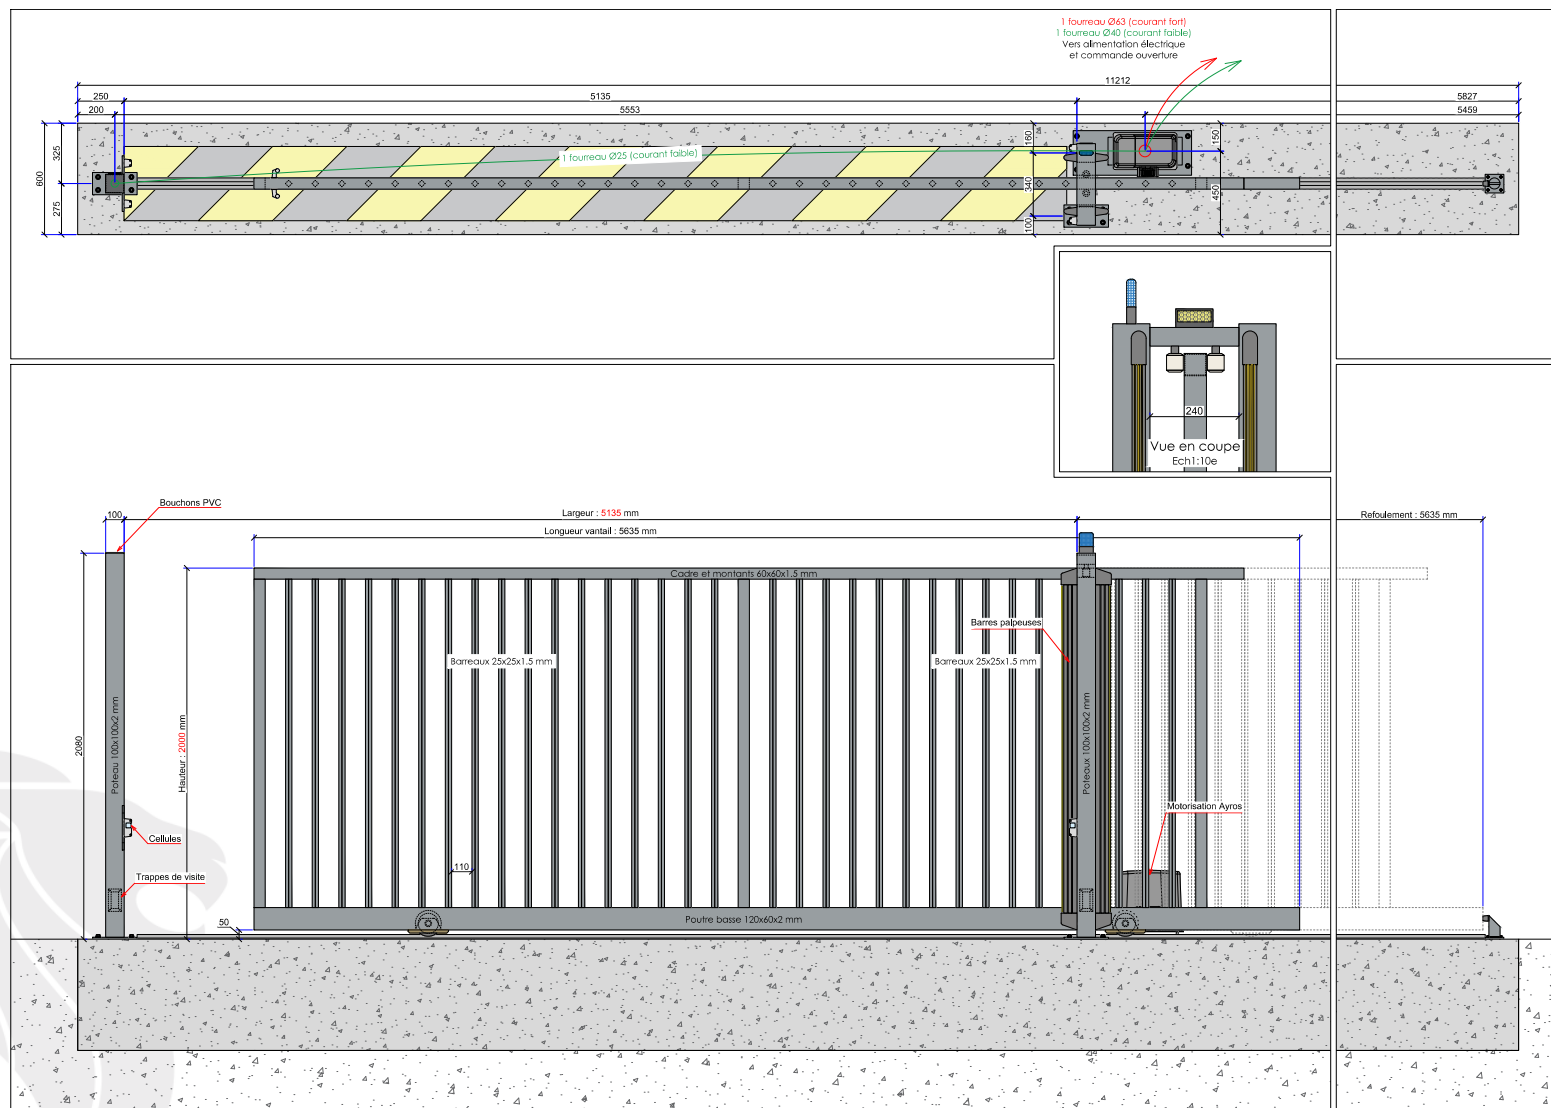 1 fourreau Ø63 (courant fort)
1 fourreau Ø40 (courant faible)
Vers alimentation électrique
et commande ouverture
11212
250
5135
5827
200
5553
5459
600
325
275
1 fourreau Ø25 (courant faible)
160
340
100
150
450
240
Vue en coupe
Ech1:10e
Bouchons PVC
100
Largeur : 5135 mm
Refoulement : 5635 mm
Longueur vantail : 5635 mm
Cadre et montants 60x60x1.5 mm
Barres palpeuses
Barreaux 25x25x1.5 mm
Barreaux 25x25x1.5 mm
2080
Poteau 100x100x2 mm
Hauteur : 2000 mm
Poteaux 100x100x2 mm
Motorisation Ayros
Cellules
110
Trappes de visite
50
Poutre basse 120x60x2 mm